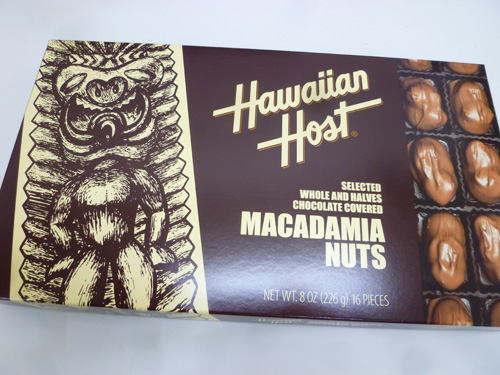 Hawaiian
Host®
SELECTED
WHOLE AND HALVES
CHOCOLATE COVERED
MACADAMIA
NUTS
NET WT. 8 OZ (226 g) 16 PIECES